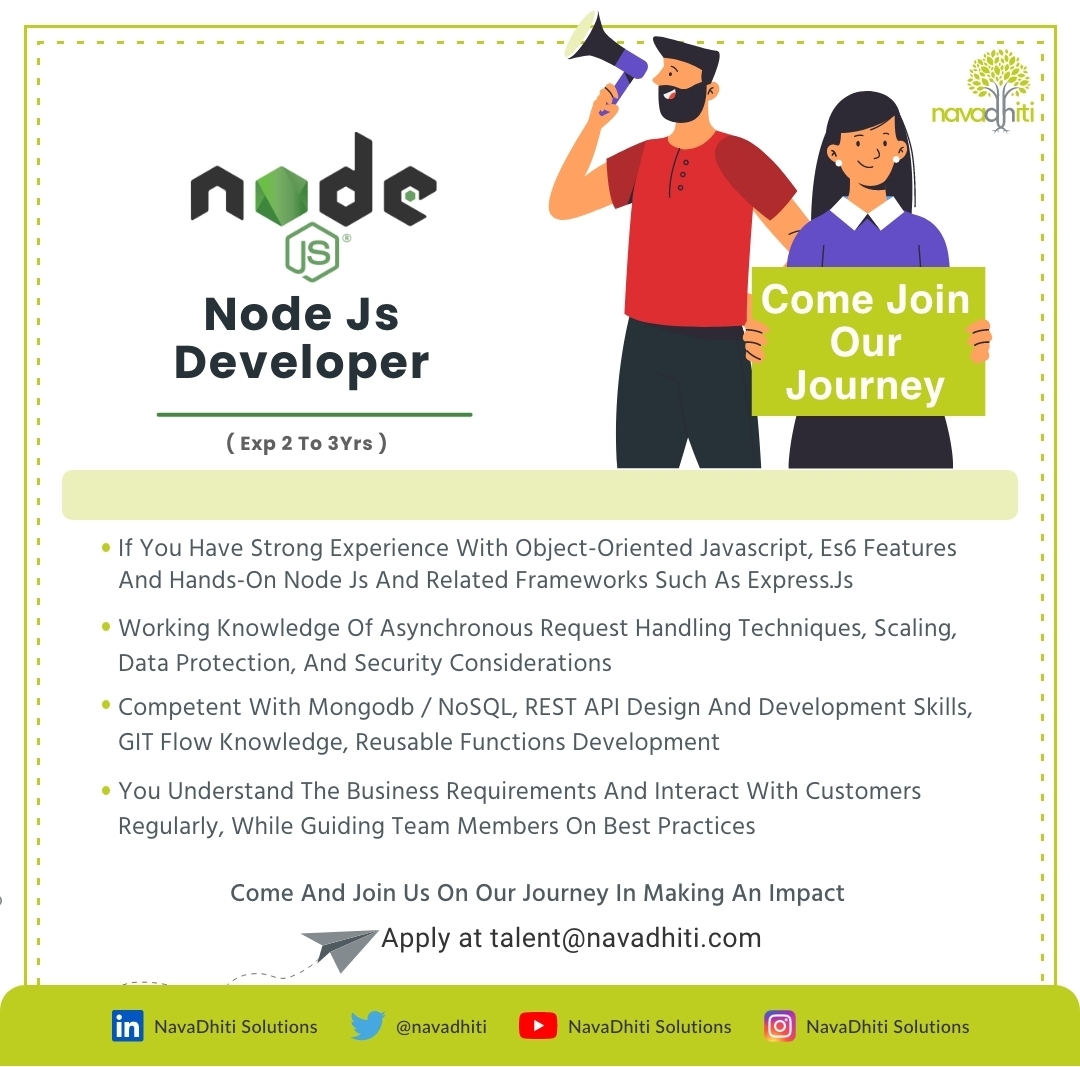 navadhiti
node
JS®
Node Js
Developer
( Exp 2 To 3Yrs )
Come Join
Our
Journey
• If You Have Strong Experience With Object-Oriented Javascript, Es6 Features
And Hands-On Node Js And Related Frameworks Such As Express.Js
• Working Knowledge Of Asynchronous Request Handling Techniques, Scaling,
Data Protection, And Security Considerations
• Competent With Mongodb / NoSQL, REST API Design And Development Skills,
GIT Flow Knowledge, Reusable Functions Development
• You Understand The Business Requirements And Interact With Customers
Regularly, While Guiding Team Members On Best Practices
Come And Join Us On Our Journey In Making An Impact
Apply at talent@navadhiti.com
in NavaDhiti Solutions @navadhiti NavaDhiti Solutions NavaDhiti Solutions